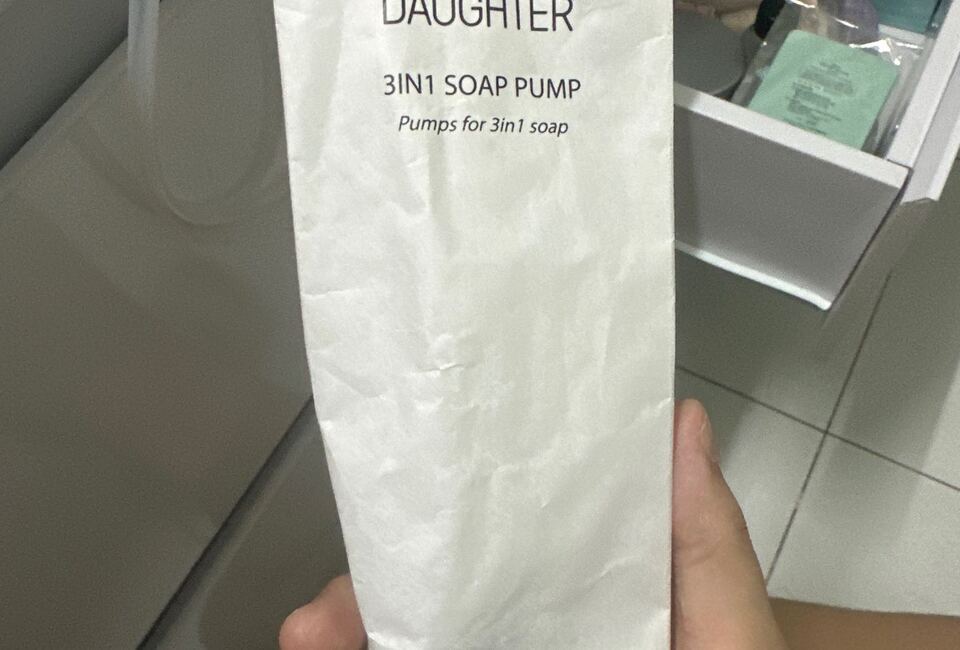 DAUGHTER
3IN1 SOAP PUMP
Pumps for 3in1 soap